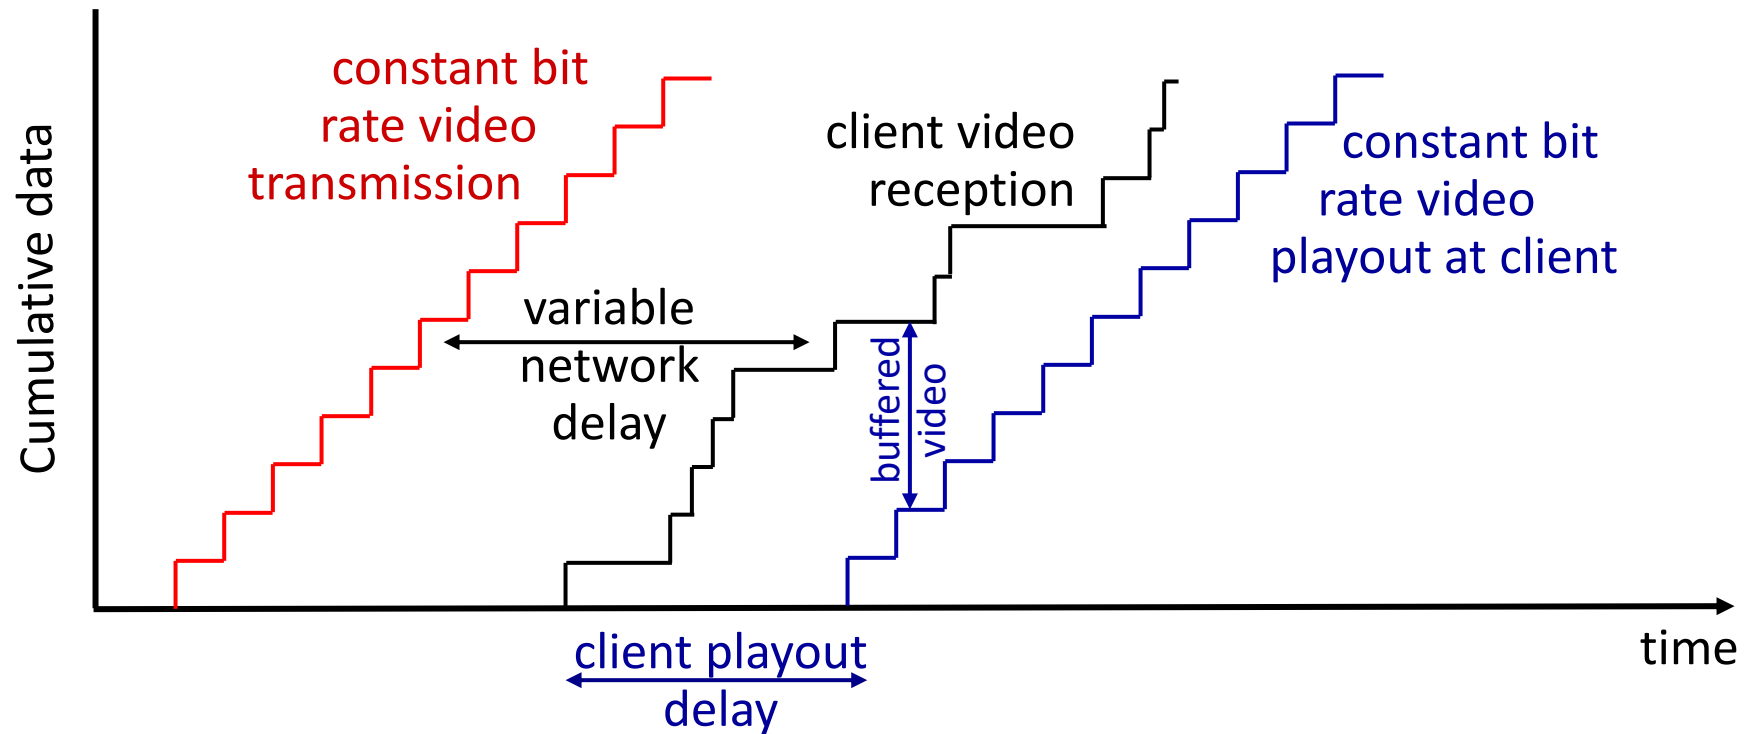 constant bit
rate video
transmission
client video
reception
constant bit
rate video
playout at client
Cumulative data
variable
network
delay
buffered
video
client playout
delay
time